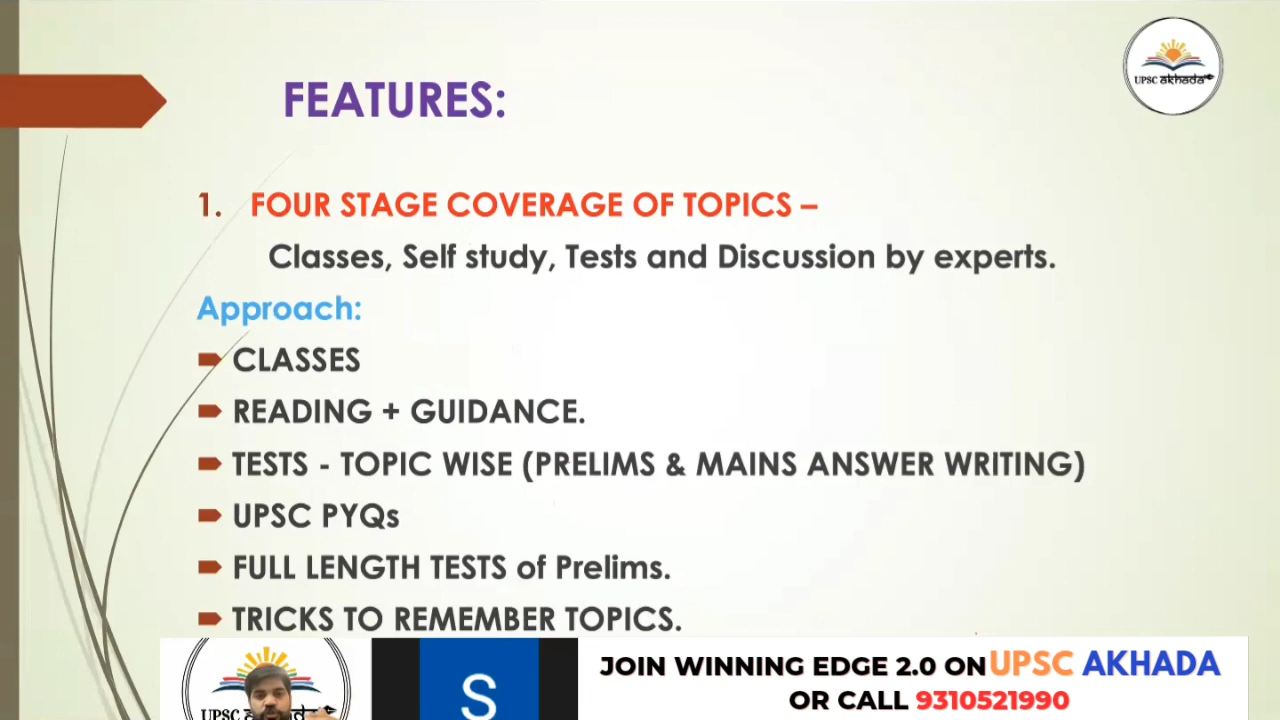 UPSC akhada
FEATURES:
1. FOUR STAGE COVERAGE OF TOPICS –
Classes, Self study, Tests and Discussion by experts.
Approach:
CLASSES
READING + GUIDANCE.
TESTS - TOPIC WISE (PRELIMS & MAINS ANSWER WRITING)
UPSC PYQs
FULL LENGTH TESTS of Prelims.
TRICKS TO REMEMBER TOPICS.
UPSC akhada
S
JOIN WINNING EDGE 2.0 ON UPSC AKHADA
OR CALL 9310521990